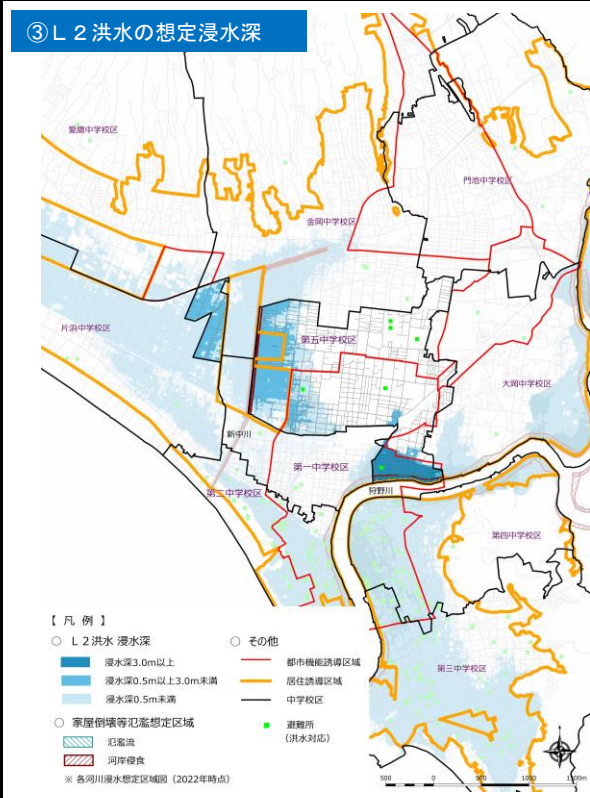 ③L2洪水の想定浸水深
愛鷹中学校区
門池中学校区
金岡中学校区
片浜中学校区
第五中学校区
大岡中学校区
新中川
第一中学校区
第二中学校区
狩野川
第四中学校区
第三中学校区
【 凡 例 】
○ L2洪水 浸水深
浸水深3.0m以上
浸水深0.5m以上3.0m未満
浸水深0.5m未満
○ 家屋倒壊等氾濫想定区域
氾濫流
河岸侵食
※ 各河川浸水想定区域図(2022年時点)
○ その他
都市機能誘導区域
居住誘導区域
中学校区
避難所
(洪水対応)
500 0 500 1000 1500m